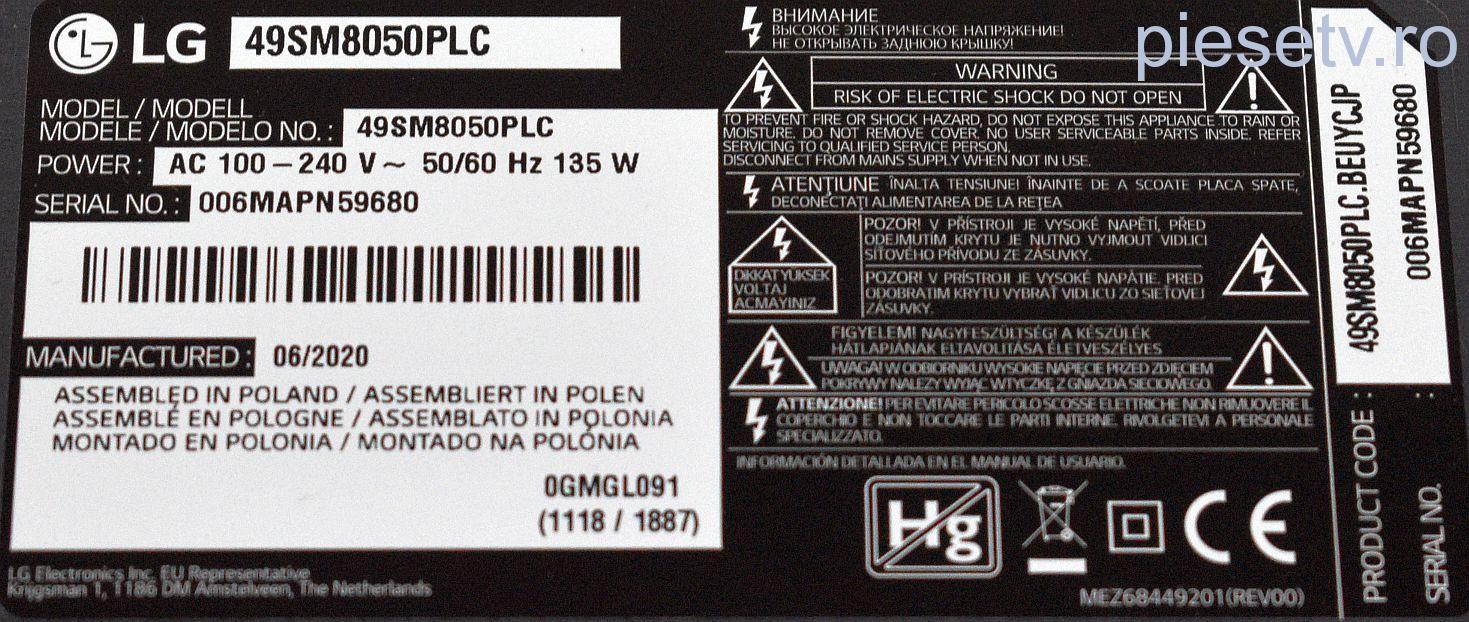 LG 49SM8050PLC
MODEL / MODELL
MODELE / MODELO NO. : 49SM8050PLC
POWER : AC 100 – 240 V ~ 50/60 Hz 135 W
SERIAL NO. : 006MAPN59680
MANUFACTURED : 06/2020
ASSEMBLED IN POLAND / ASSEMBLIERT IN POLEN
ASSEMBLÉ EN POLOGNE / ASSEMBLATO IN POLONIA
MONTADO EN POLONIA / MONTADO NA POLÓNIA
0GMGL091
(1118 / 1887)
LG Electronics Inc. EU Representative
Krijgsman 1, 1186 DM Amstelveen, The Netherlands
ВНИМАНИЕ
ВЫСОКОЕ ЭЛЕКТРИЧЕСКОЕ НАПРЯЖЕНИЕ!
НЕ ОТКРЫВАТЬ ЗАДНЮЮ КРЫШКУ!
WARNING
RISK OF ELECTRIC SHOCK DO NOT OPEN
TO PREVENT FIRE OR SHOCK HAZARD, DO NOT EXPOSE THIS APPLIANCE TO RAIN OR
MOISTURE. DO NOT REMOVE COVER. NO USER SERVICEABLE PARTS INSIDE. REFER
SERVICING TO QUALIFIED SERVICE PERSON.
DISCONNECT FROM MAINS SUPPLY WHEN NOT IN USE.
ATENŢIUNE ÎNALTA TENSIUNE! ÎNAINTE DE A SCOATE PLACA SPATE,
DECONECTAŢI ALIMENTAREA DE LA REŢEA
DIKKAT YUKSEK
VOLTAJ
ACMAYINIZ
POZOR! V PŘÍSTROJI JE VYSOKÉ NAPĚTÍ, PŘED
ODEJMUTÍM KRYTU JE NUTNO VYJMOUT VIDLICI
SÍŤOVÉHO PŘÍVODU ZE ZÁSUVKY.
POZOR! V PRÍSTROJI JE VYSOKÉ NAPÄTIE. PRED
ODOBRATIM KRYTU VYBRAŤ VIDLICU ZO SIEŤOVEJ
ZÁSUVKY.
FIGYELEM! NAGYFESZÜLTSÉG! A KÉSZÜLÉK
HÁTLAPJÁNAK ELTAVOLITÁSA ÉLETVESZÉLYES
UWAGA! W ODBIORNIKU WYSOKIE NAPIĘCIE PRZED ZDJĘCIEM
POKRYWY NALEŻY WYJĄĆ WTYCZKĘ Z GNIAZDA SIECIOWEGO.
ATTENZIONE! PER EVITARE PERICOLO SCOSSE ELETTRICHE NON RIMUOVERE IL
COPERCHIO E NON TOCCARE LE PARTI INTERNE. RIVOLGETEVI A PERSONALE
SPECIALIZZATO.
INFORMACIÓN DETALLADA EN EL MANUAL DE USUARIO.
Hg
CE
MEZ68449201(REV00)
PRODUCT CODE : 49SM8050PLC.BEUYCJP
SERIAL NO. : 006MAPN59680
piesetv.ro